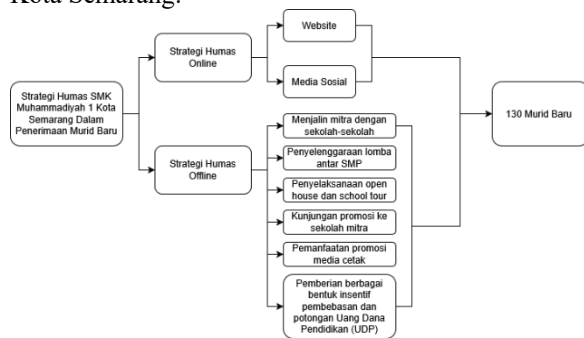 Kota Semarang.
Strategi Humas SMK
Muhammadiyah 1 Kota
Semarang Dalam
Penerimaan Murid Baru
Strategi Humas
Online
Website
Media Sosial
Strategi Humas
Offline
Menjalin mitra dengan
sekolah-sekolah
Penyelenggaraan lomba
antar SMP
Penyelaksanaan open
house dan school tour
Kunjungan promosi ke
sekolah mitra
Pemanfaatan promosi
media cetak
Pemberian berbagai
bentuk insentif
pembebasan dan
potongan Uang Dana
Pendidikan (UDP)
130 Murid Baru